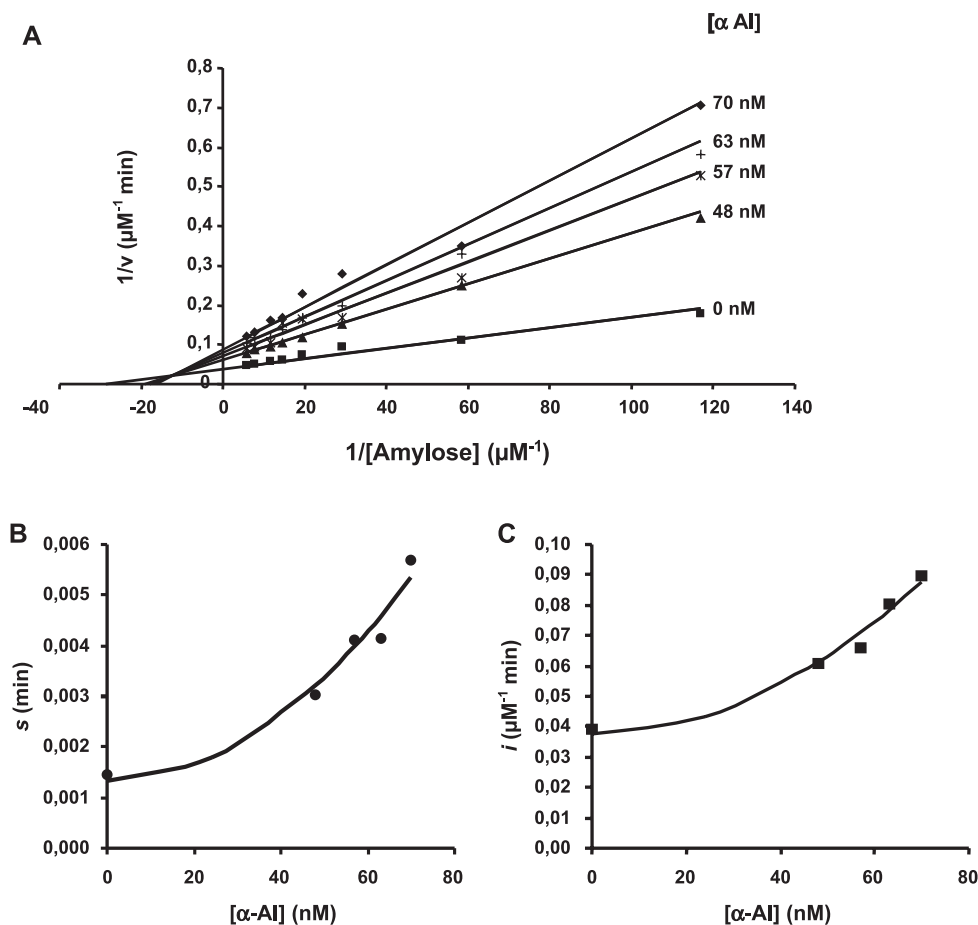 A
[α AI]
0,8
0,7
0,6
0,5
0,4
0,3
0,2
0,1
0
1/v (µM-1 min)
70 nM
63 nM
57 nM
48 nM
0 nM
-40 -20 0 20 40 60 80 100 120 140
1/[Amylose] (µM-1)
B
0,006
0,005
0,004
0,003
0,002
0,001
0,000
s (min)
0 20 40 60 80
[α-AI] (nM)
C
0,10
0,09
0,08
0,07
0,06
0,05
0,04
0,03
0,02
0,01
0,00
i (µM-1 min)
0 20 40 60 80
[α-AI] (nM)